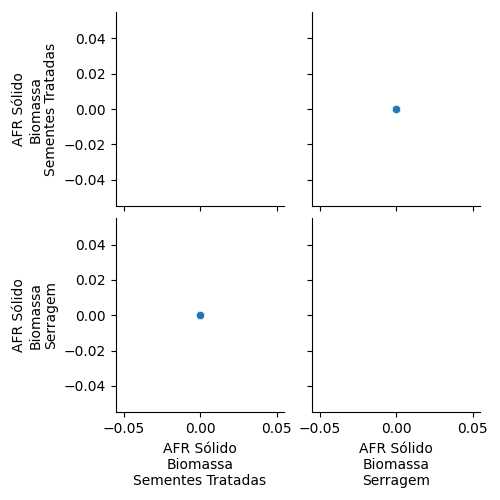 0.04
0.02
0.00
−0.02
−0.04
AFR Sólido
Biomassa
Sementes Tratadas
0.04
0.02
0.00
−0.02
−0.04
AFR Sólido
Biomassa
Serragem
−0.05 0.00 0.05
AFR Sólido
Biomassa
Sementes Tratadas
−0.05 0.00 0.05
AFR Sólido
Biomassa
Serragem